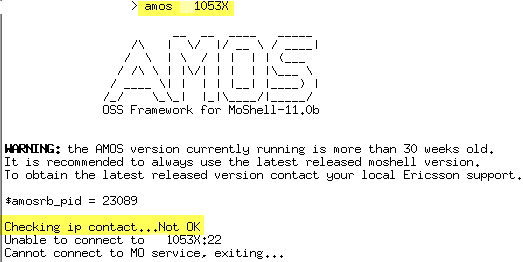 > amos 1053X
AMOS
OSS Framework for MoShell-11.0b
WARNING: the AMOS version currently running is more than 30 weeks old.
It is recommended to always use the latest released moshell version.
To obtain the latest released version contact your local Ericsson support.
$amosrb_pid = 23089
Checking ip contact...Not OK
Unable to connect to 1053X:22
Cannot connect to MO service, exiting...